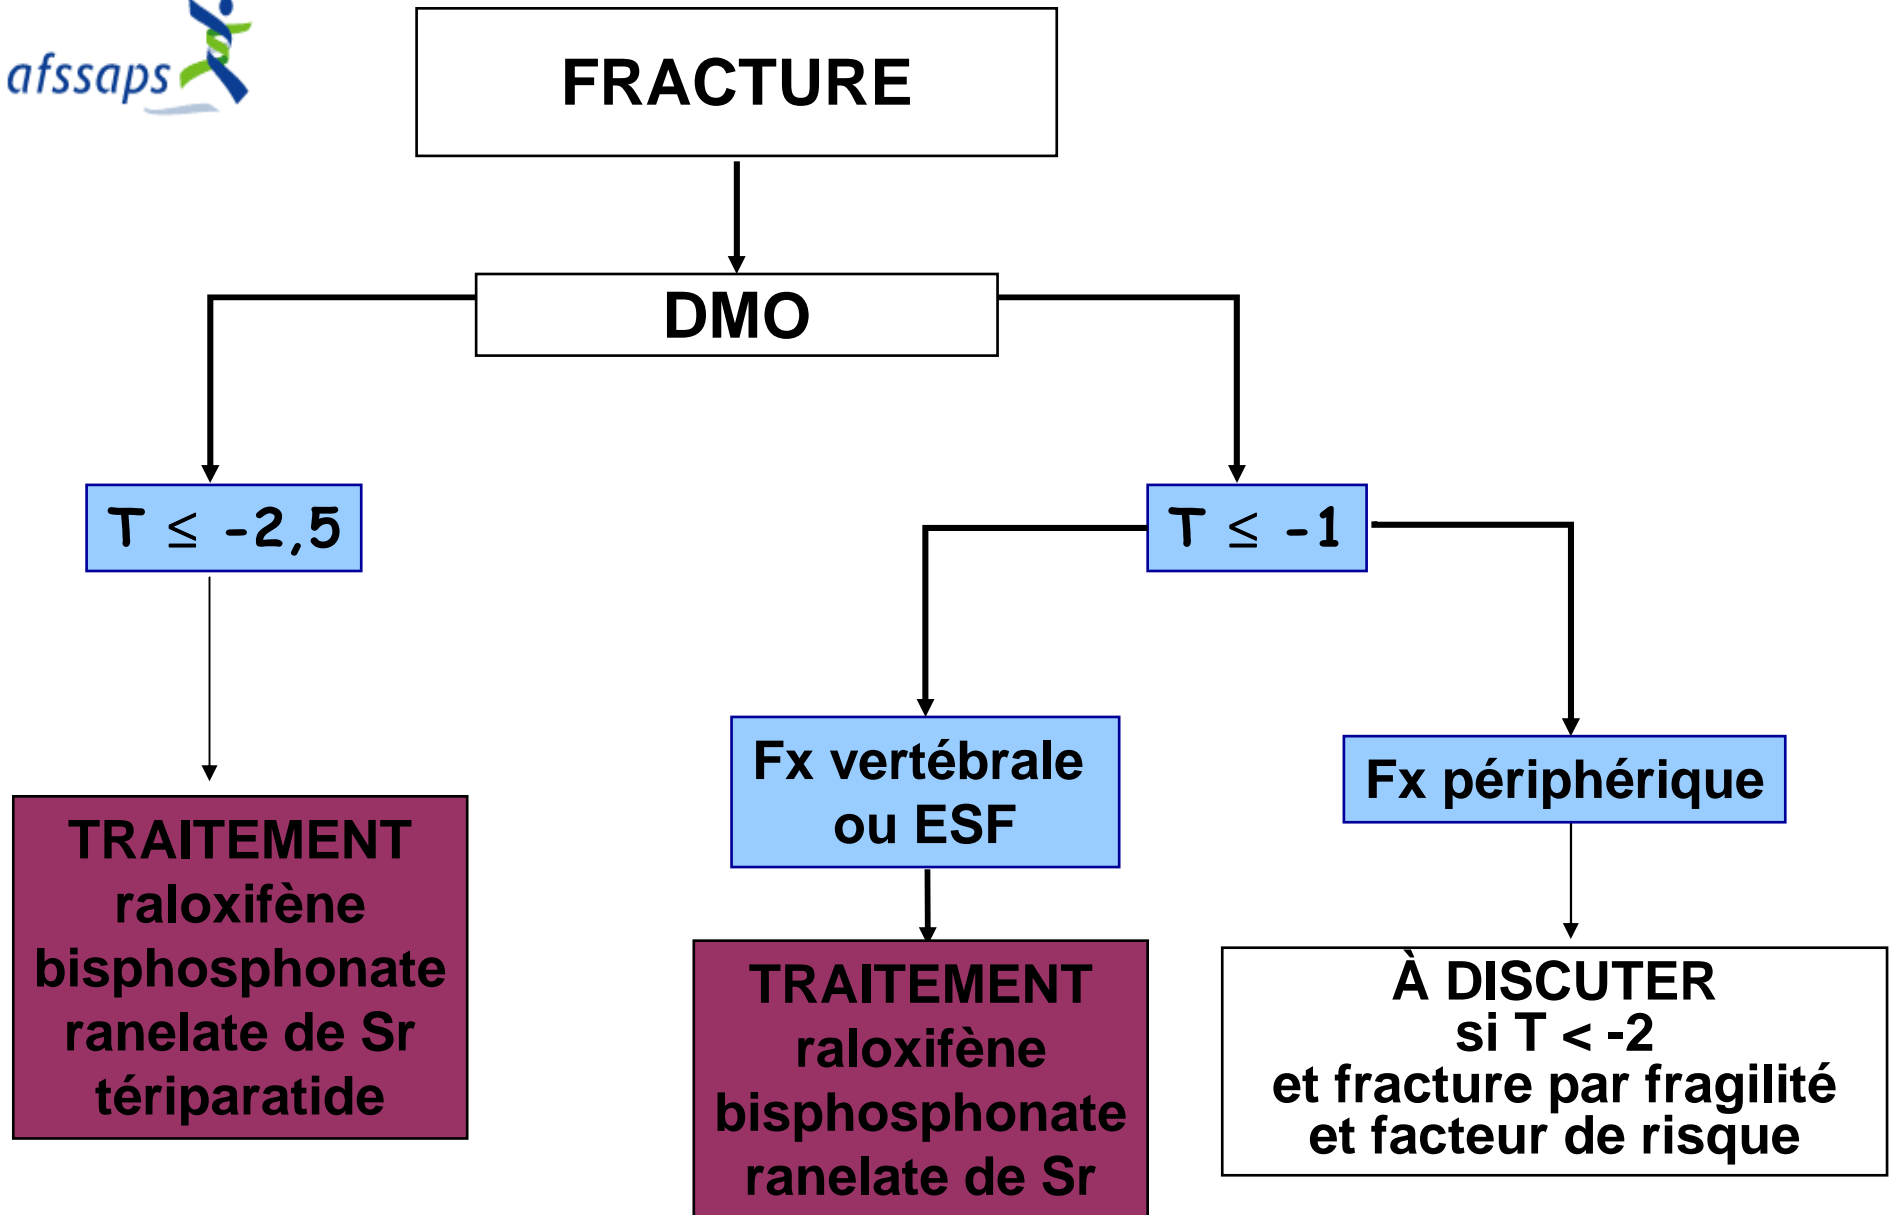 afssaps
FRACTURE
DMO
T ≤ -2,5
T ≤ -1
Fx vertébrale
ou ESF
Fx périphérique
TRAITEMENT
raloxifène
bisphosphonate
ranelate de Sr
tériparatide
TRAITEMENT
raloxifène
bisphosphonate
ranelate de Sr
À DISCUTER
si T < -2
et fracture par fragilité
et facteur de risque